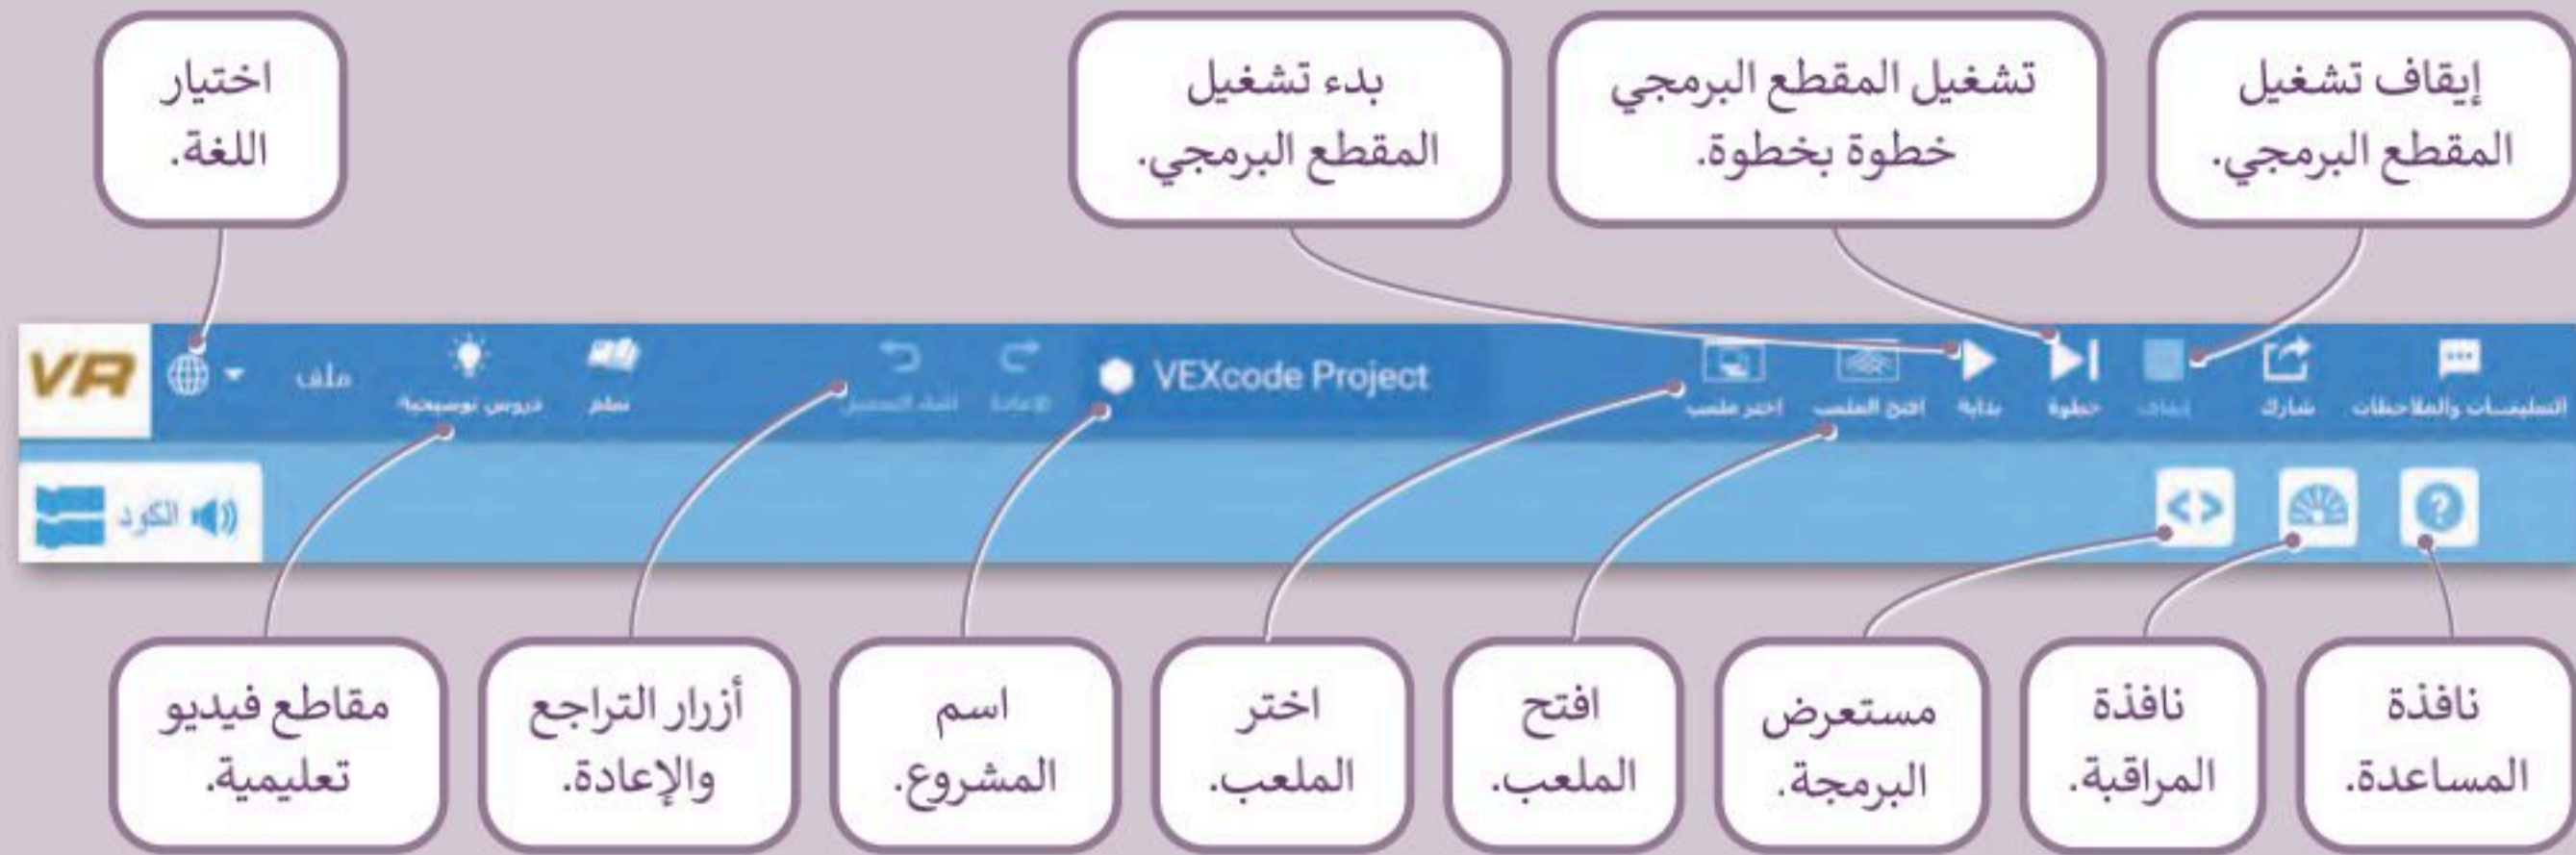 اختيار
اللغة.
بدء تشغيل
المقطع البرمجي.
تشغيل المقطع البرمجي
خطوة بخطوة.
إيقاف تشغيل
المقطع البرمجي.
VR
ملف
دروس توضيحية
تعلم
الإعادة
VEXcode Project
اختر ملعب
افتح الملعب
بداية
خطوة
إيقاف
شارك
التعليقات والملاحظات
الكود
مقاطع فيديو
تعليمية.
أزرار التراجع
والإعادة.
اسم
المشروع.
اختر
الملعب.
افتح
الملعب.
مستعرض
البرمجة.
نافذة
المراقبة.
نافذة
المساعدة.